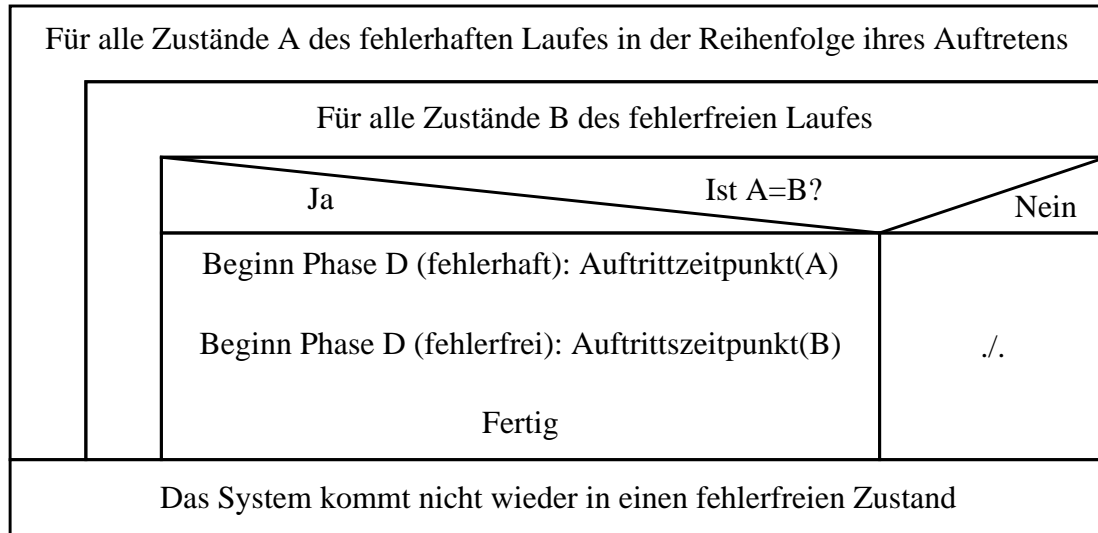 Für alle Zustände A des fehlerhaften Laufes in der Reihenfolge ihres Auftretens
Für alle Zustände B des fehlerfreien Laufes
Ist A=B?
Ja
Nein
Beginn Phase D (fehlerhaft): Auftrittzeitpunkt(A)
Beginn Phase D (fehlerfrei): Auftrittszeitpunkt(B)
./.
Fertig
Das System kommt nicht wieder in einen fehlerfreien Zustand